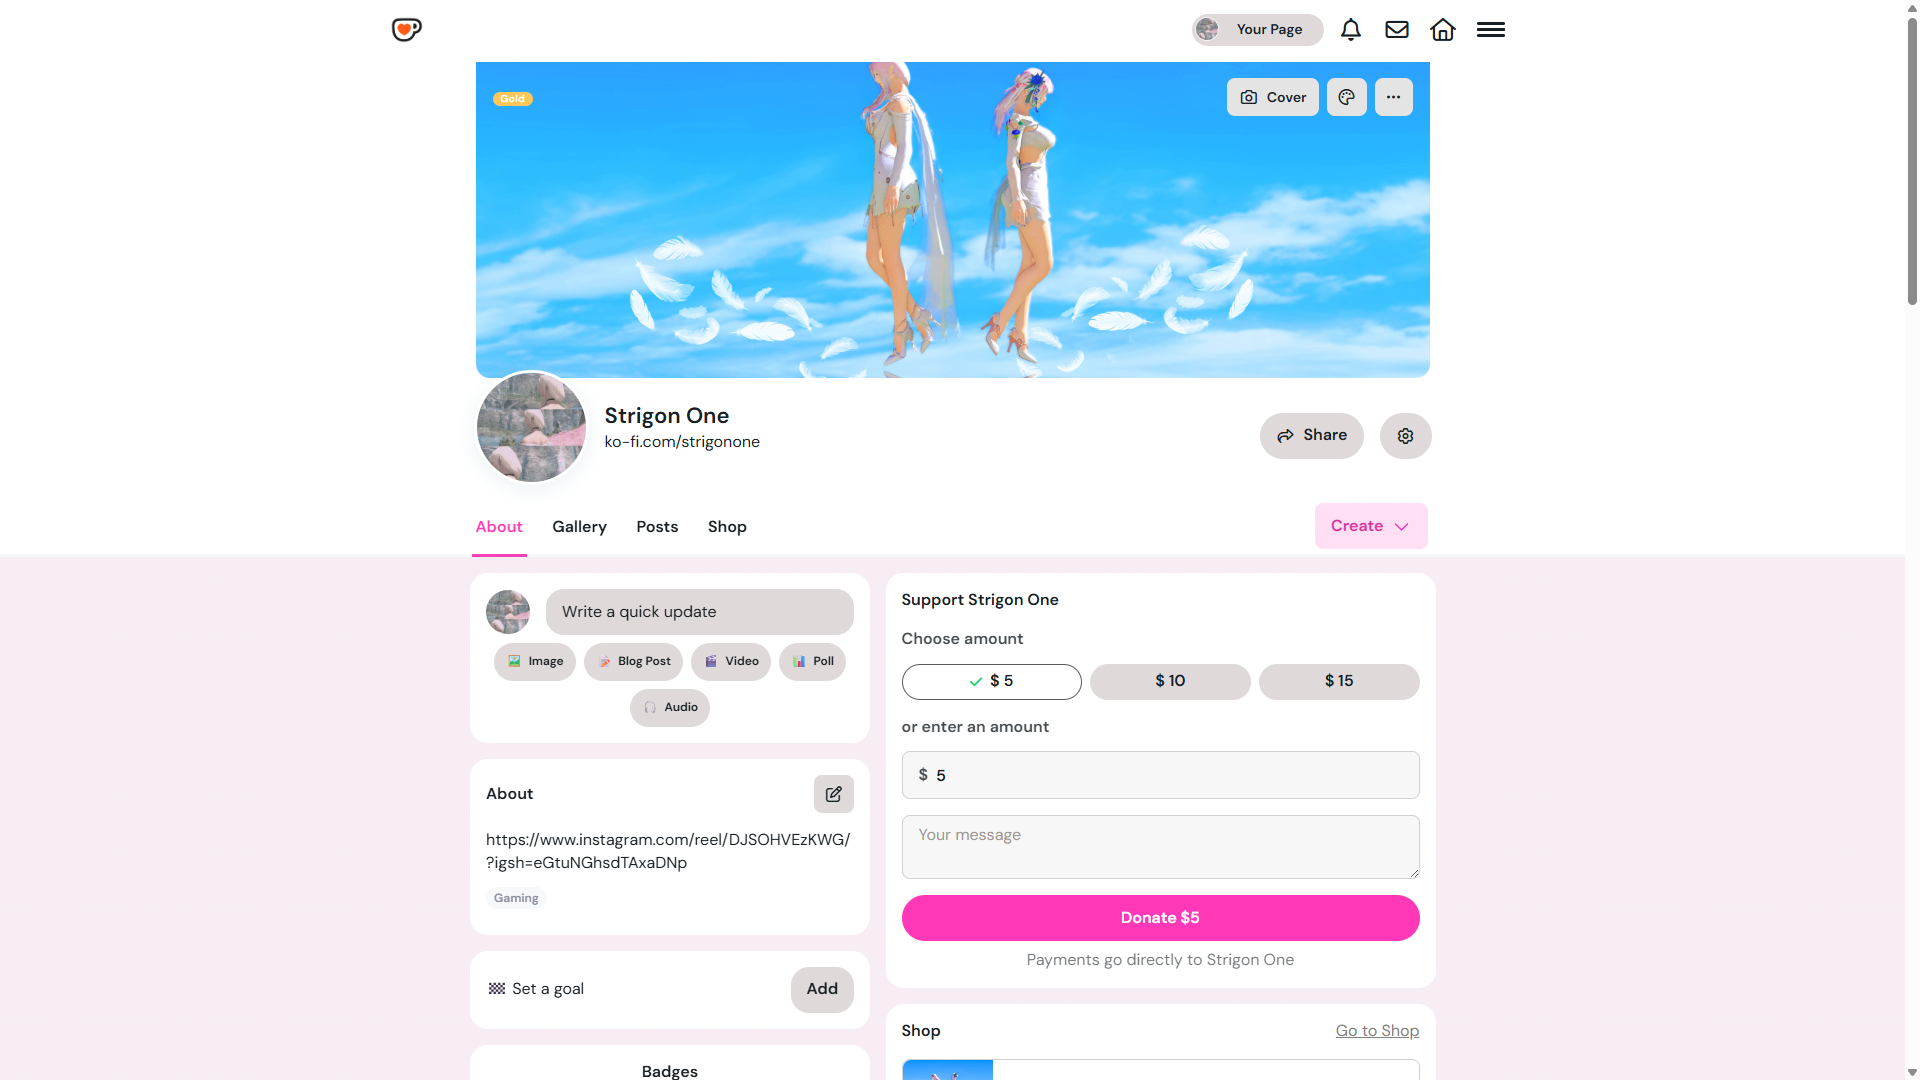 Your Page
Gold
Cover
Strigon One
ko-fi.com/strigonone
Share
About
Gallery
Posts
Shop
Create
Write a quick update
Image
Blog Post
Video
Poll
Audio
About
https://www.instagram.com/reel/DJSOHVEzKWG/
?igsh=eGtuNGhsdTAxaDNp
Gaming
Set a goal
Add
Badges
Support Strigon One
Choose amount
$ 5
$ 10
$ 15
or enter an amount
$ 5
Your message
Donate $5
Payments go directly to Strigon One
Shop
Go to Shop